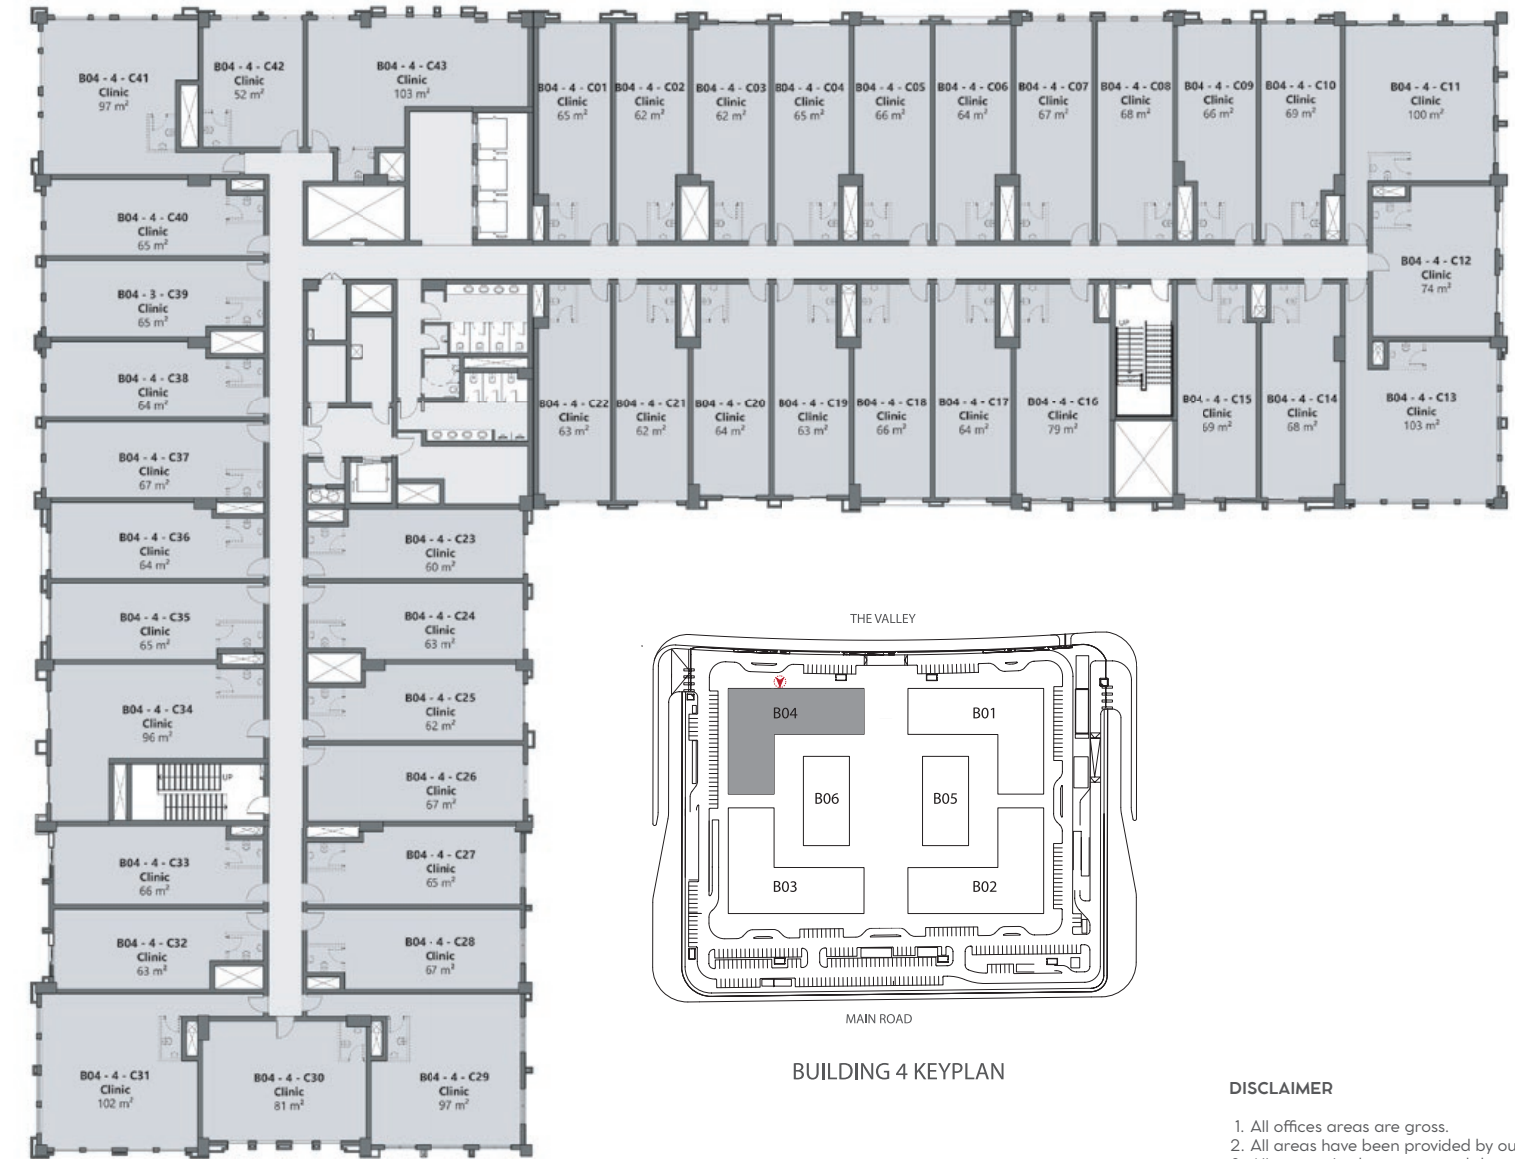 B04 - 4 - C41
Clinic
97 m²
B04 - 4 - C42
Clinic
52 m²
B04 - 4 - C43
Clinic
103 m²
B04 - 4 - C01
Clinic
65 m²
B04 - 4 - C02
Clinic
62 m²
B04 - 4 - C03
Clinic
62 m²
B04 - 4 - C04
Clinic
65 m²
B04 - 4 - C05
Clinic
66 m²
B04 - 4 - C06
Clinic
64 m²
B04 - 4 - C07
Clinic
67 m²
B04 - 4 - C08
Clinic
68 m²
B04 - 4 - C09
Clinic
66 m²
B04 - 4 - C10
Clinic
69 m²
B04 - 4 - C11
Clinic
100 m²
B04 - 4 - C12
Clinic
74 m²
B04 - 4 - C13
Clinic
103 m²
B04 - 4 - C40
Clinic
65 m²
B04 - 3 - C39
Clinic
65 m²
B04 - 4 - C38
Clinic
64 m²
B04 - 4 - C37
Clinic
67 m²
B04 - 4 - C22
Clinic
63 m²
B04 - 4 - C21
Clinic
62 m²
B04 - 4 - C20
Clinic
64 m²
B04 - 4 - C19
Clinic
63 m²
B04 - 4 - C18
Clinic
66 m²
B04 - 4 - C17
Clinic
64 m²
B04 - 4 - C16
Clinic
79 m²
UP
B04 - 4 - C15
Clinic
69 m²
B04 - 4 - C14
Clinic
68 m²
B04 - 4 - C36
Clinic
64 m²
B04 - 4 - C23
Clinic
60 m²
B04 - 4 - C35
Clinic
65 m²
B04 - 4 - C24
Clinic
63 m²
B04 - 4 - C34
Clinic
96 m²
B04 - 4 - C25
Clinic
62 m²
UP
B04 - 4 - C26
Clinic
67 m²
B04 - 4 - C33
Clinic
66 m²
B04 - 4 - C27
Clinic
65 m²
B04 - 4 - C32
Clinic
63 m²
B04 - 4 - C28
Clinic
67 m²
B04 - 4 - C31
Clinic
102 m²
B04 - 4 - C30
Clinic
81 m²
B04 - 4 - C29
Clinic
97 m²
THE VALLEY
B04
B01
B06
B05
B03
B02
MAIN ROAD
BUILDING 4 KEYPLAN
DISCLAIMER
1. All offices areas are gross.
2. All areas have been provided by ou